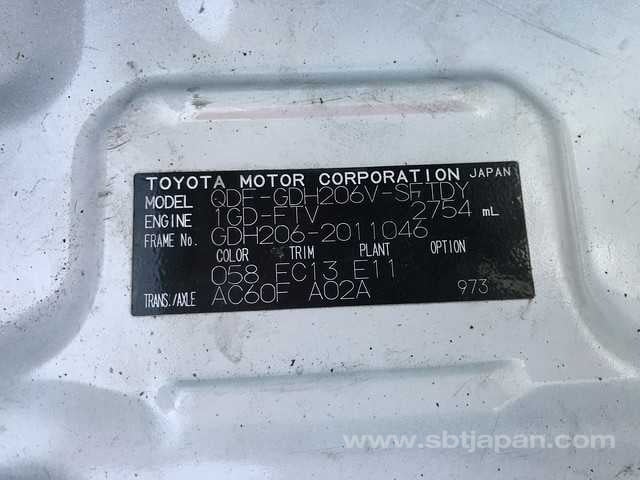 TOYOTA MOTOR CORPORATION JAPAN
MODEL QDF-GDH206V-SFTDY
ENGINE 1GD-FTV 2754 mL
FRAME No. GDH206-2011046
COLOR TRIM PLANT OPTION
058 FC13 E11
TRANS./AXLE AC60F A02A 973
www.sbtjapan.com